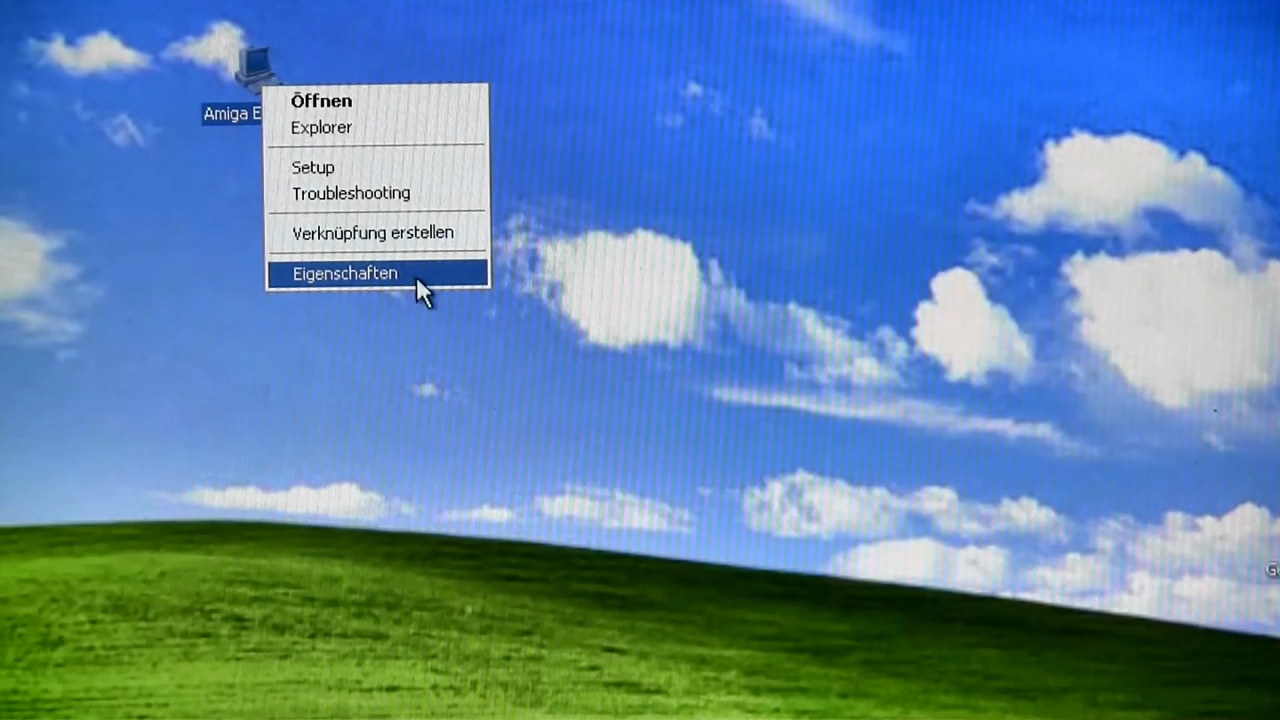 Amiga E
Öffnen
Explorer
Setup
Troubleshooting
Verknüpfung erstellen
Eigenschaften